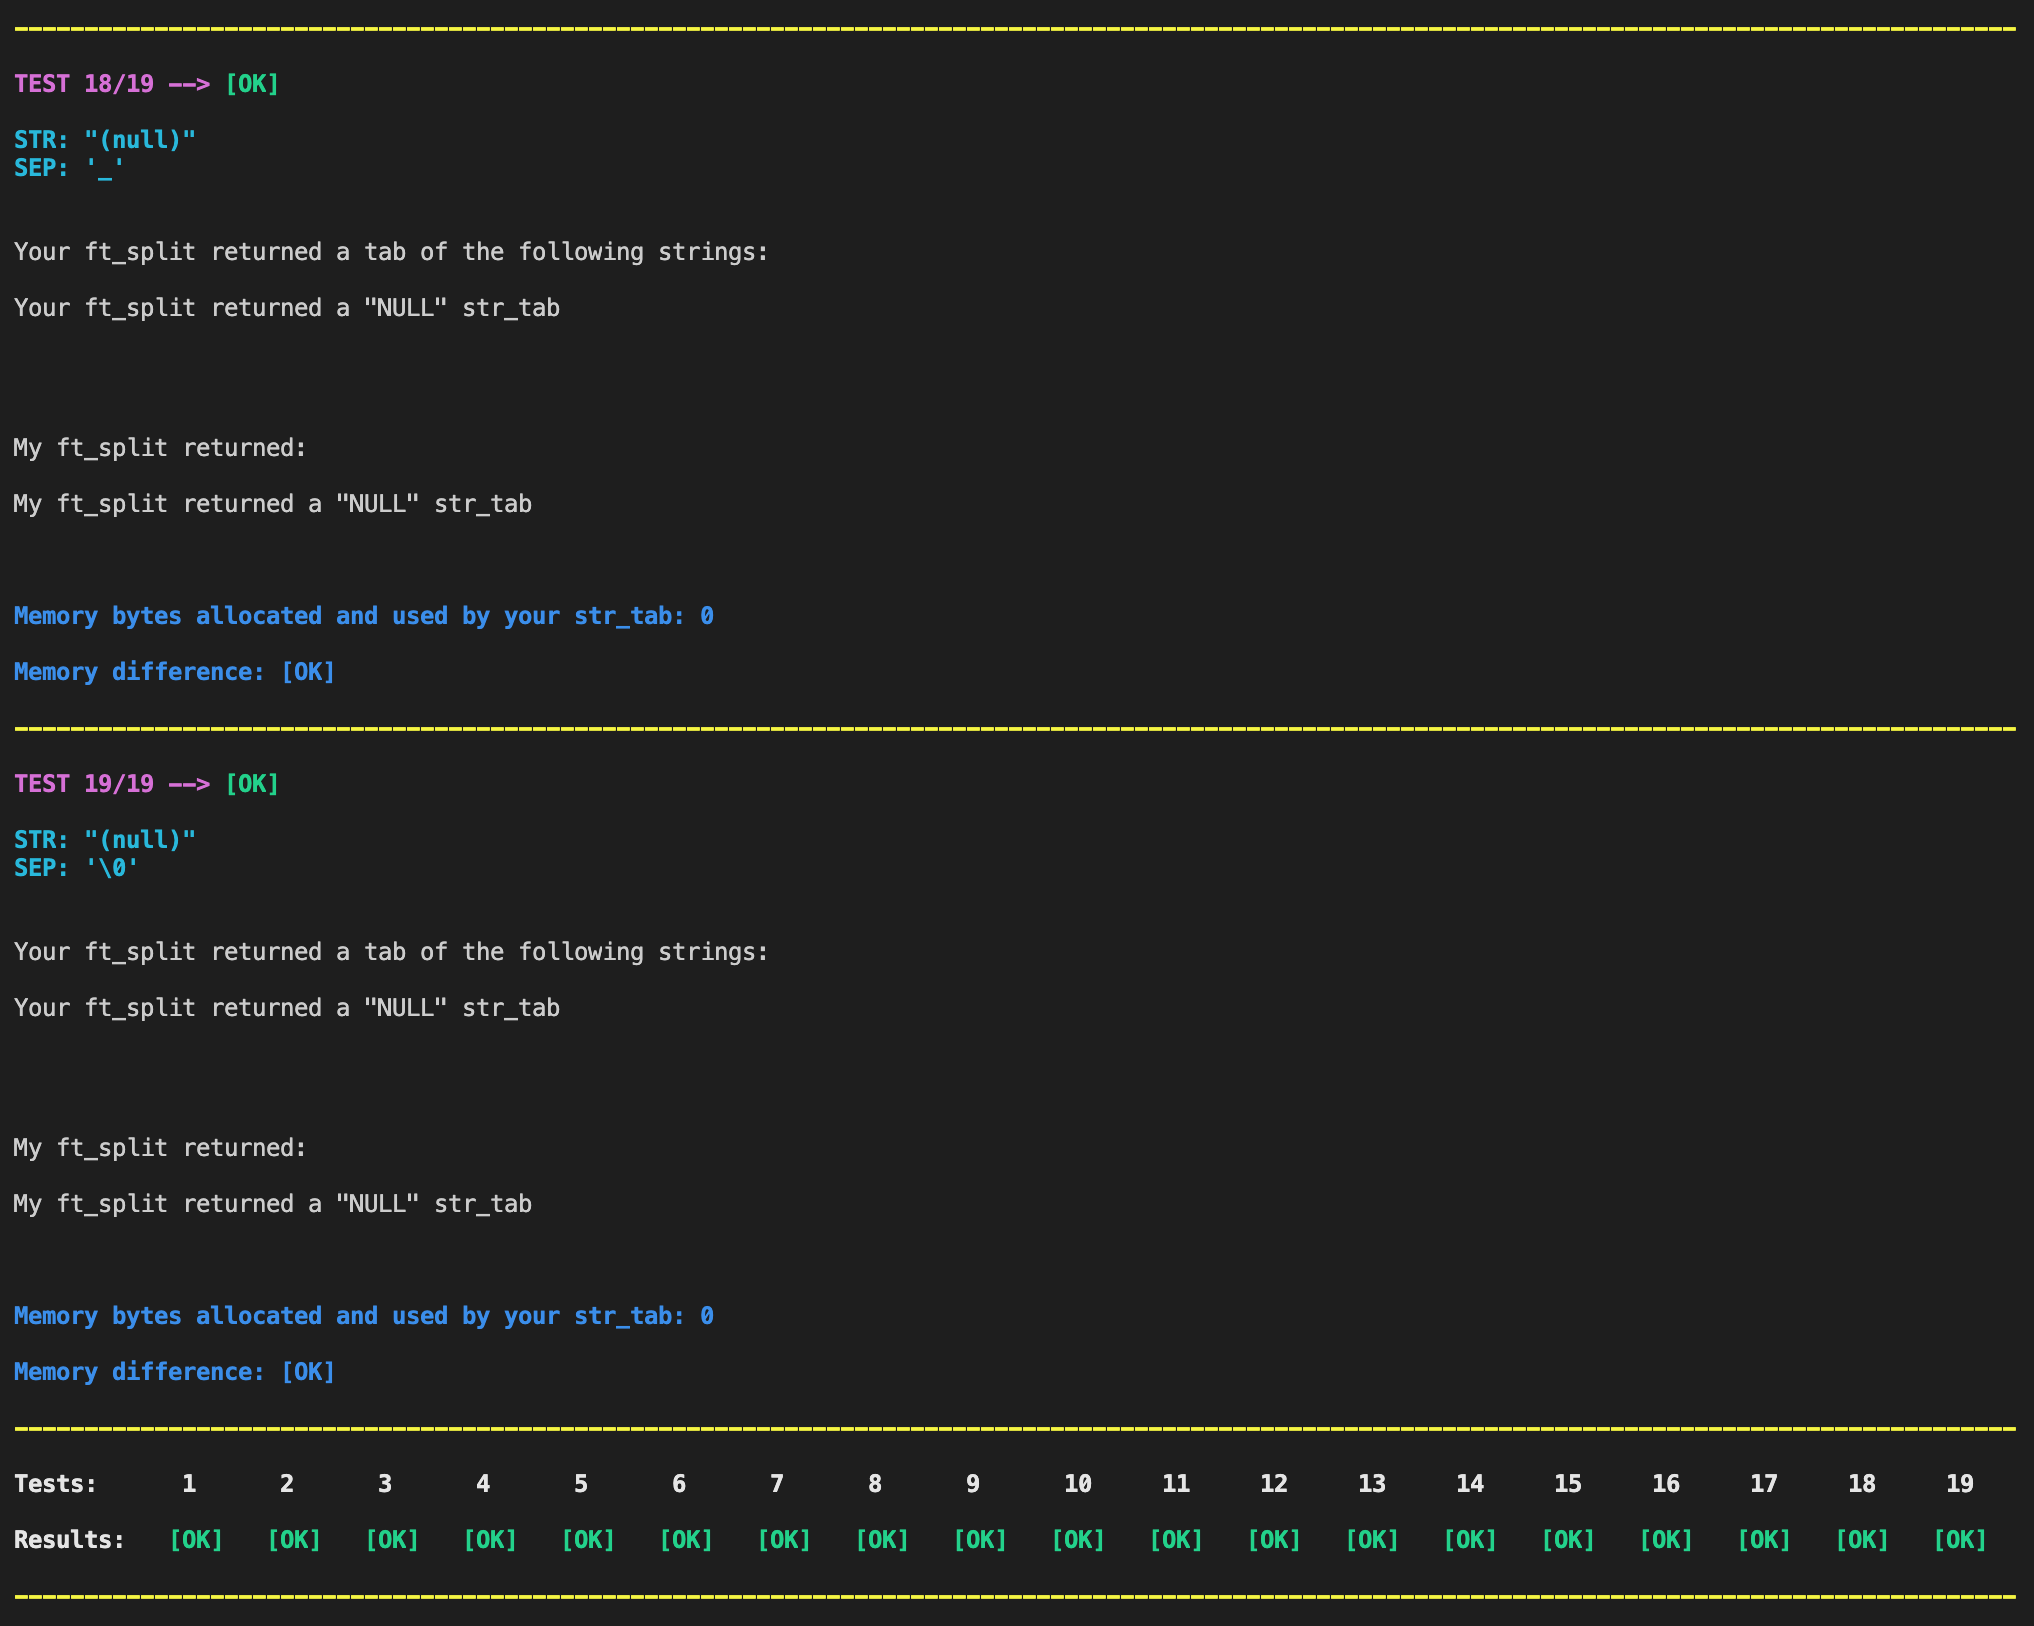 TEST 18/19 --> [OK]
STR: "(null)"
SEP: '_'
Your ft_split returned a tab of the following strings:
Your ft_split returned a "NULL" str_tab
My ft_split returned:
My ft_split returned a "NULL" str_tab
Memory bytes allocated and used by your str_tab: 0
Memory difference: [OK]
TEST 19/19 --> [OK]
STR: "(null)"
SEP: '\0'
Your ft_split returned a tab of the following strings:
Your ft_split returned a "NULL" str_tab
My ft_split returned:
My ft_split returned a "NULL" str_tab
Memory bytes allocated and used by your str_tab: 0
Memory difference: [OK]
Tests: 1 2 3 4 5 6 7 8 9 10 11 12 13 14 15 16 17 18 19
Results: [OK] [OK] [OK] [OK] [OK] [OK] [OK] [OK] [OK] [OK] [OK] [OK] [OK] [OK] [OK] [OK] [OK] [OK] [OK]